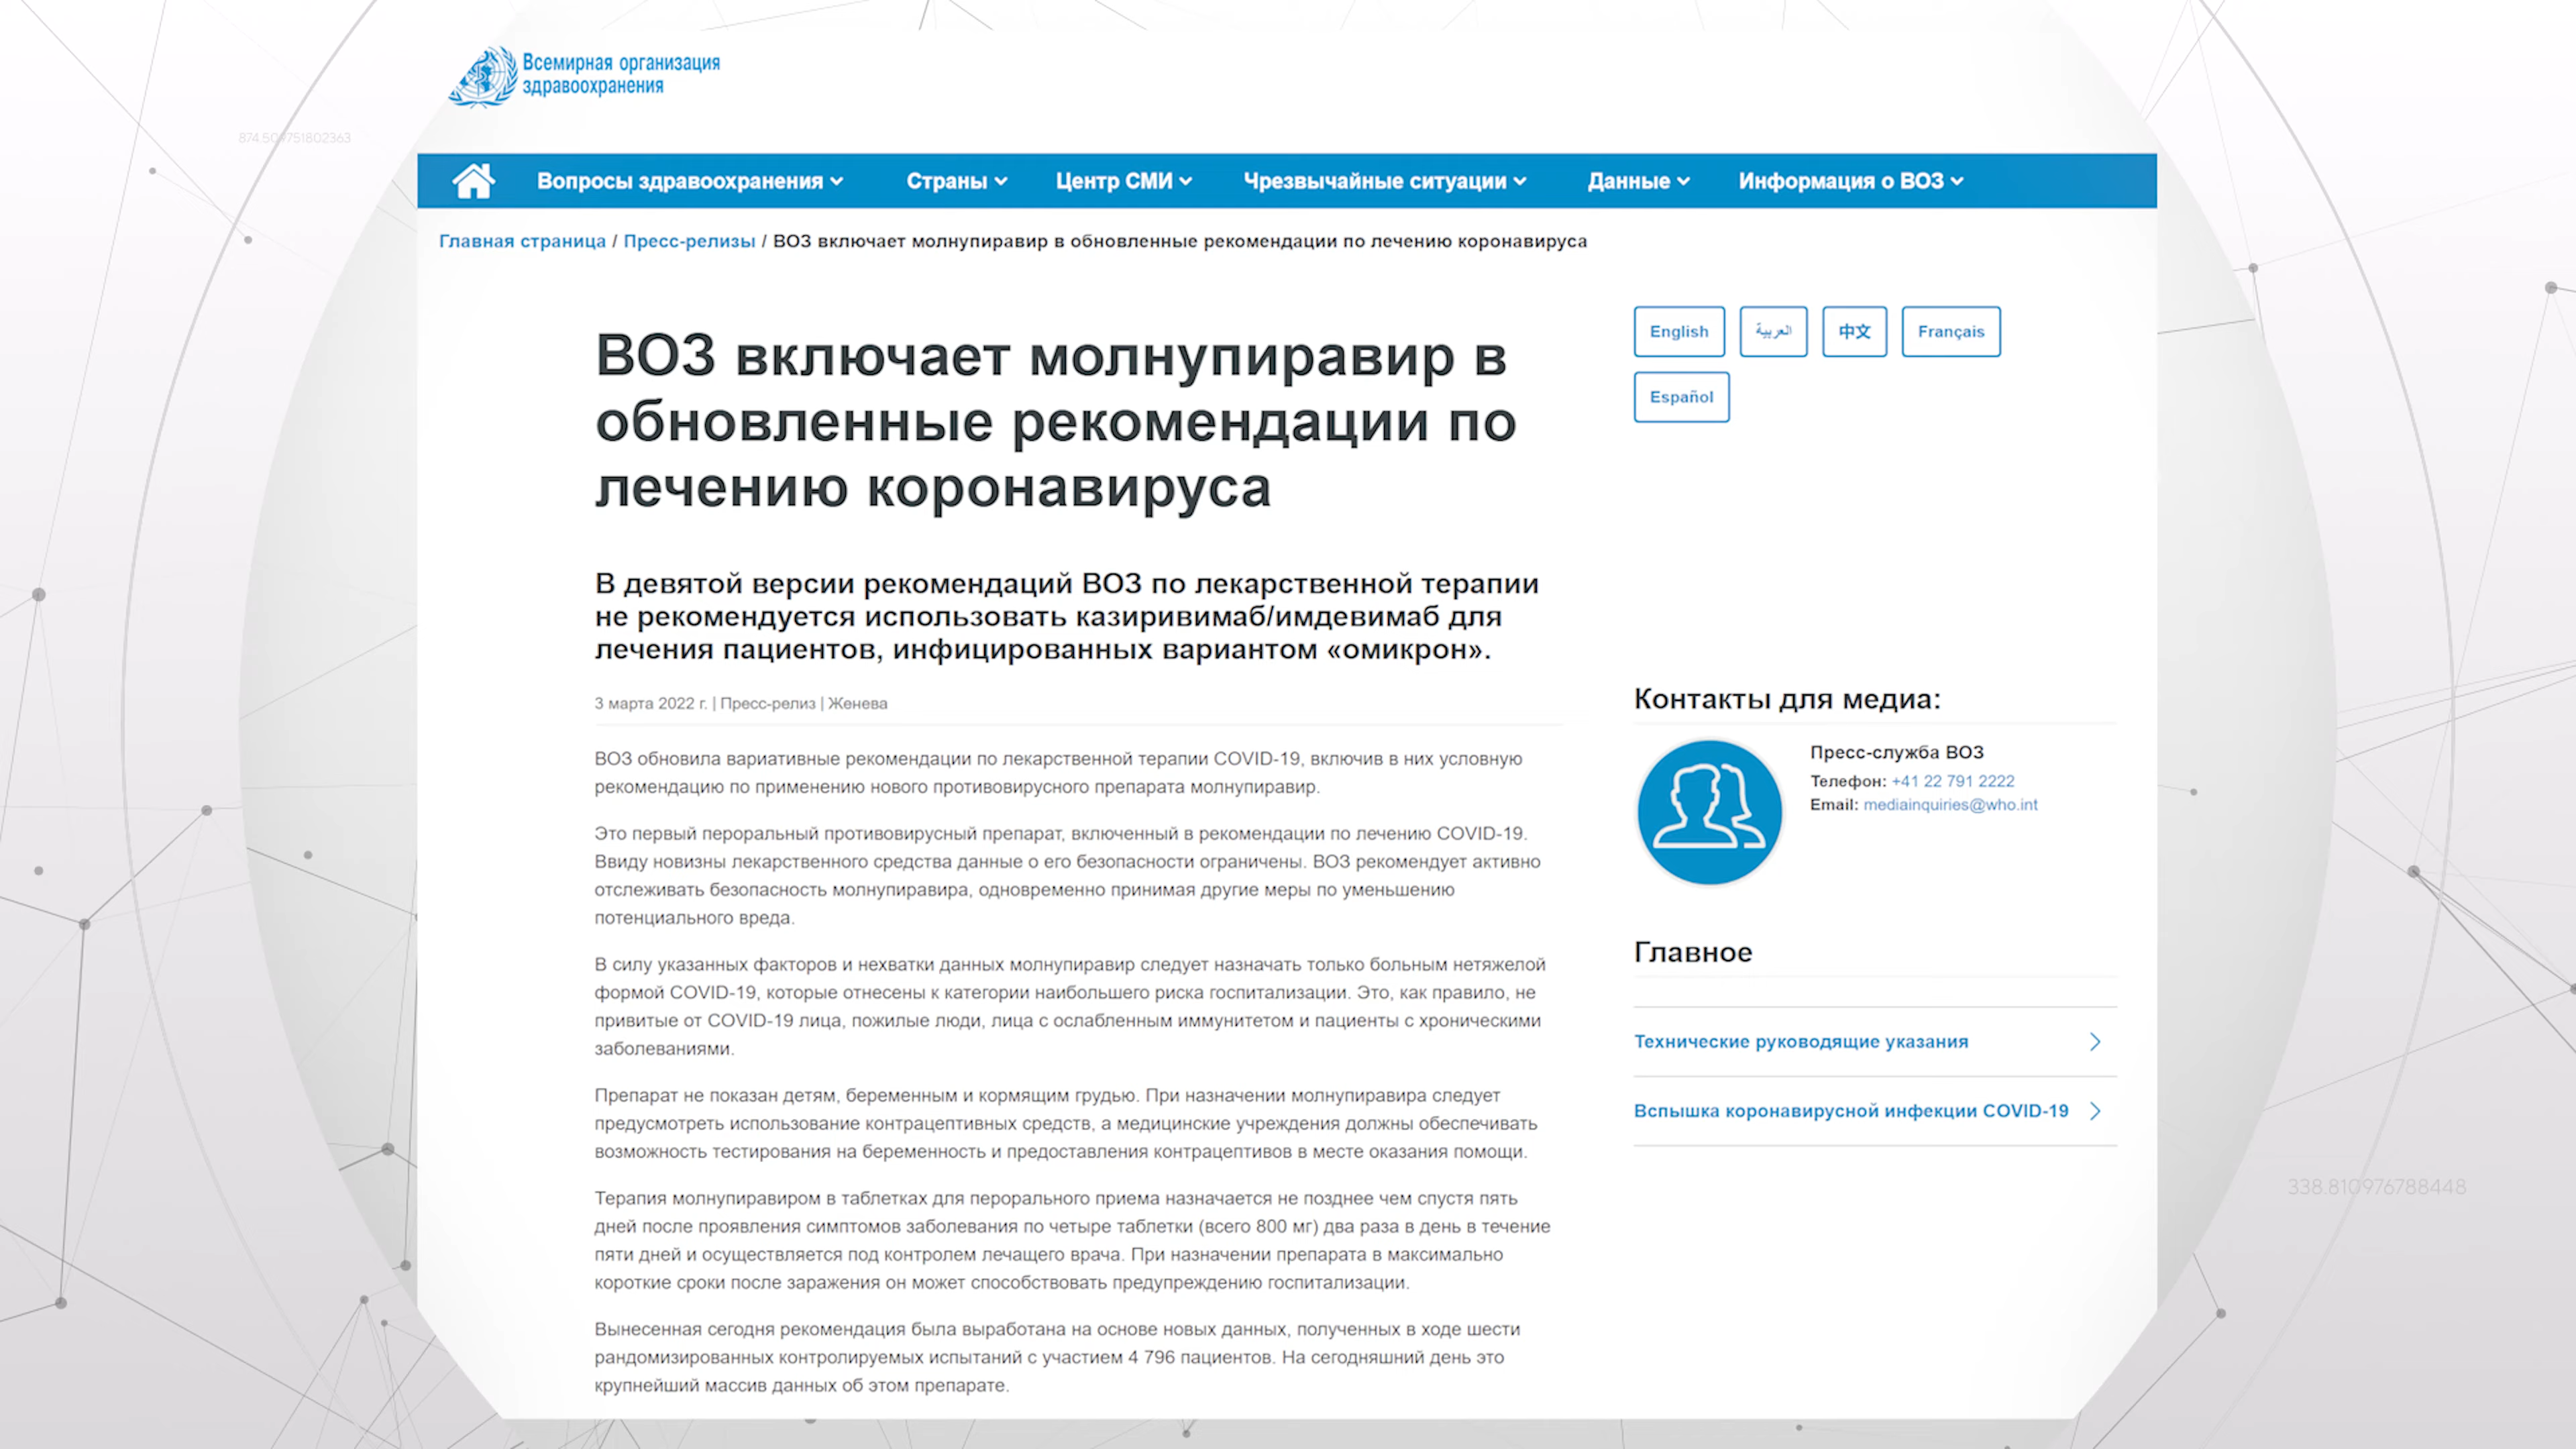 Всемирная организация
здравоохранения
874.509751802363
Вопросы здравоохранения Страны Центр СМИ Чрезвычайные ситуации Данные Информация о ВОЗ
Главная страница / Пресс-релизы / ВОЗ включает молнупиравир в обновленные рекомендации по лечению коронавируса
ВОЗ включает молнупиравир в
обновленные рекомендации по
лечению коронавируса
English العربية 中文 Français
Español
В девятой версии рекомендаций ВОЗ по лекарственной терапии
не рекомендуется использовать казиривимаб/имдевимаб для
лечения пациентов, инфицированных вариантом «омикрон».
3 марта 2022 г. | Пресс-релиз | Женева
ВОЗ обновила вариативные рекомендации по лекарственной терапии COVID-19, включив в них условную
рекомендацию по применению нового противовирусного препарата молнупиравир.
Это первый пероральный противовирусный препарат, включенный в рекомендации по лечению COVID-19.
Ввиду новизны лекарственного средства данные о его безопасности ограничены. ВОЗ рекомендует активно
отслеживать безопасность молнупиравира, одновременно принимая другие меры по уменьшению
потенциального вреда.
В силу указанных факторов и нехватки данных молнупиравир следует назначать только больным нетяжелой
формой COVID-19, которые отнесены к категории наибольшего риска госпитализации. Это, как правило, не
привитые от COVID-19 лица, пожилые люди, лица с ослабленным иммунитетом и пациенты с хроническими
заболеваниями.
Препарат не показан детям, беременным и кормящим грудью. При назначении молнупиравира следует
предусмотреть использование контрацептивных средств, а медицинские учреждения должны обеспечивать
возможность тестирования на беременность и предоставления контрацептивов в месте оказания помощи.
Терапия молнупиравиром в таблетках для перорального приема назначается не позднее чем спустя пять
дней после проявления симптомов заболевания по четыре таблетки (всего 800 мг) два раза в день в течение
пяти дней и осуществляется под контролем лечащего врача. При назначении препарата в максимально
короткие сроки после заражения он может способствовать предупреждению госпитализации.
Вынесенная сегодня рекомендация была выработана на основе новых данных, полученных в ходе шести
рандомизированных контролируемых испытаний с участием 4 796 пациентов. На сегодняшний день это
крупнейший массив данных об этом препарате.
Контакты для медиа:
Пресс-служба ВОЗ
Телефон: +41 22 791 2222
Email: mediainquiries@who.int
Главное
Технические руководящие указания
Вспышка коронавирусной инфекции COVID-19
338.810976788448